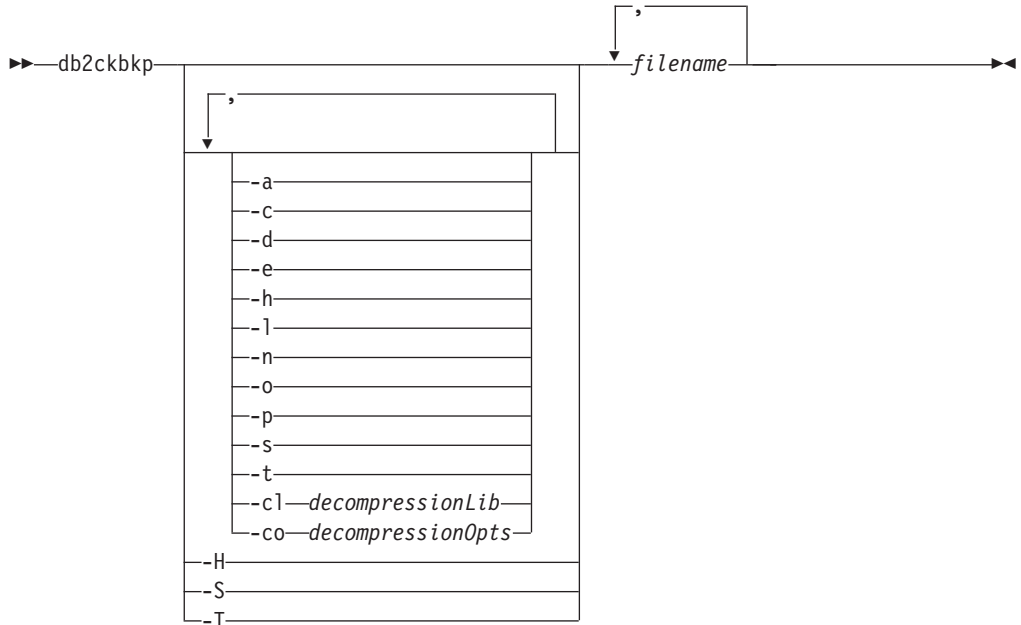 ,
db2ckbkp filename
,
-a
-c
-d
-e
-h
-l
-n
-o
-p
-s
-t
-cl decompressionLib
-co decompressionOpts
-H
-S
-T